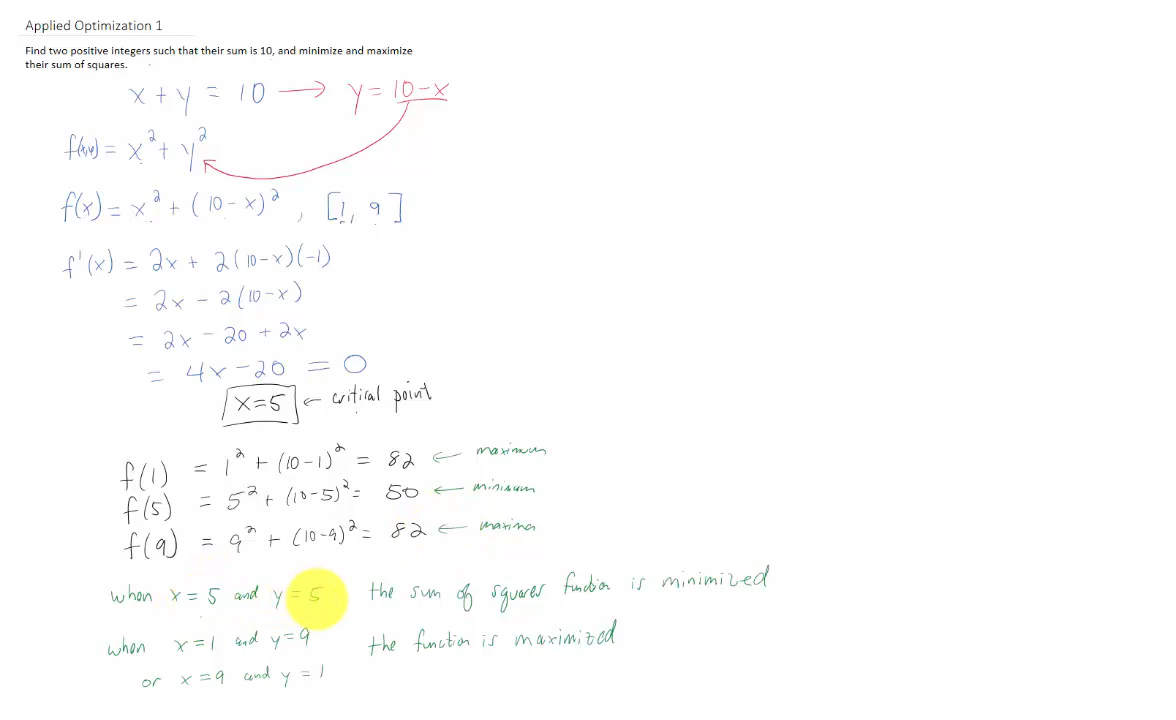 Applied Optimization 1
Find two positive integers such that their sum is 10, and minimize and maximize
their sum of squares.
x + y = 10 → y = 10 - x
f(x,y) = x² + y²
f(x) = x² + (10 - x)² , [1, 9]
f'(x) = 2x + 2(10-x)(-1)
= 2x - 2(10-x)
= 2x - 20 + 2x
= 4x - 20 = 0
x = 5 ← critical point
f(1) = 1² + (10-1)² = 82 ← maximum
f(5) = 5² + (10-5)² = 50 ← minimum
f(9) = 9² + (10-9)² = 82 ←
when x = 5 and y = 5 the sum of squares function is minimized
when x = 1 and y = 9 the function is maximized
or x = 9 and y = 1